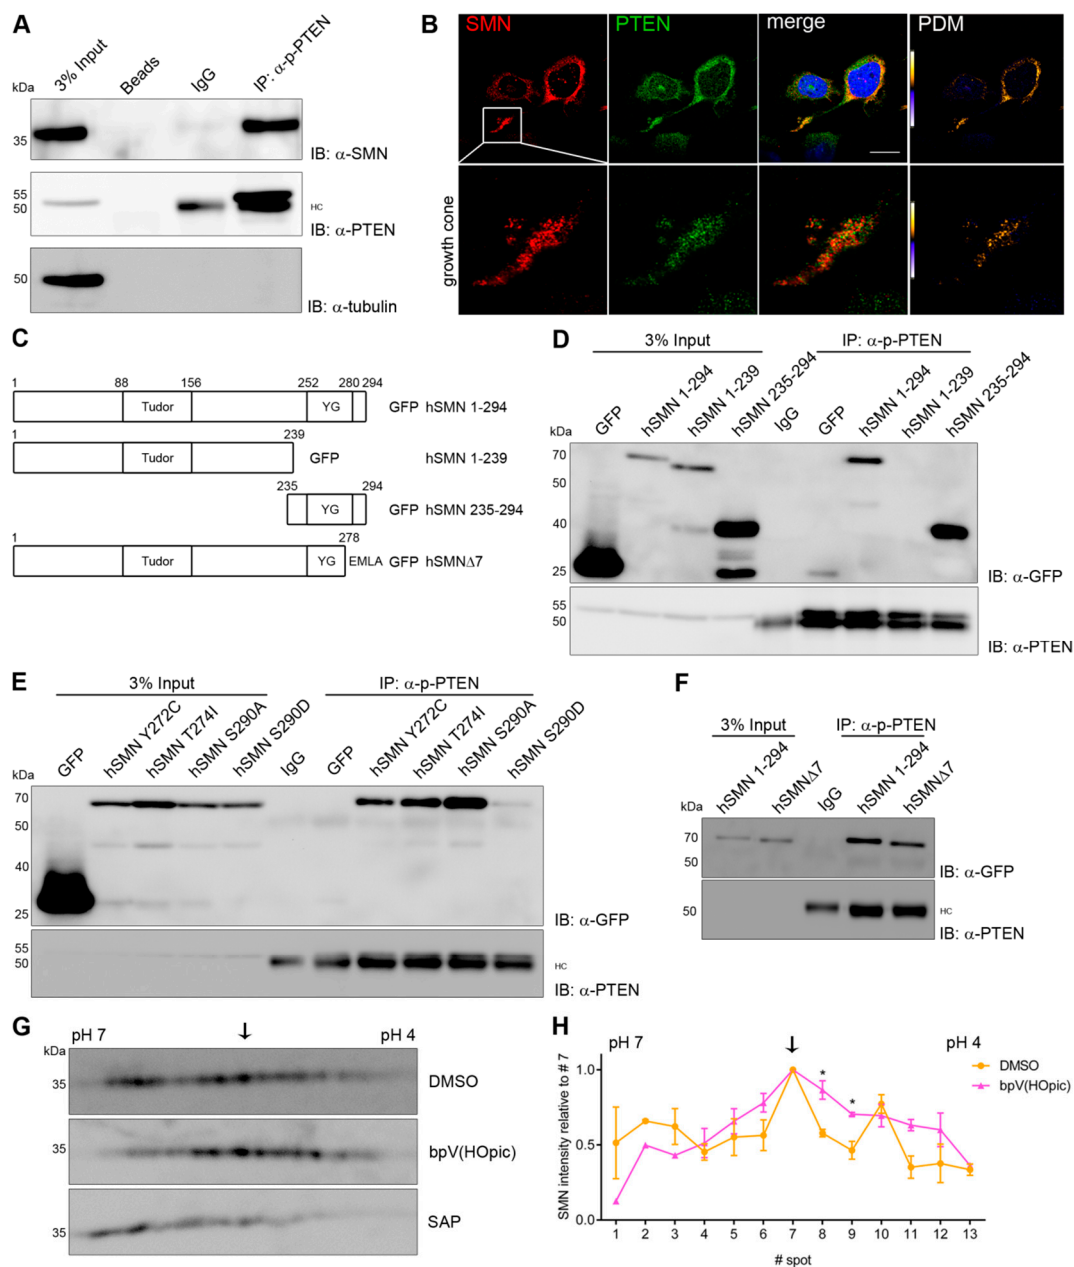 A
3% Input
Beads
IgG
IP: α-p-PTEN
kDa
35
IB: α-SMN
55
50
HC
IB: α-PTEN
50
IB: α-tubulin
B
SMN
PTEN
merge
PDM
growth cone
C
1 88 156 252 280 294
Tudor YG GFP hSMN 1-294
1 239
Tudor GFP hSMN 1-239
235 294
YG GFP hSMN 235-294
1 278
Tudor YG EMLA GFP hSMNΔ7
D
3% Input IP: α-p-PTEN
GFP
hSMN 1-294
hSMN 1-239
hSMN 235-294
IgG
GFP
hSMN 1-294
hSMN 1-239
hSMN 235-294
kDa
70
50
40
25
IB: α-GFP
55
50
IB: α-PTEN
E
3% Input IP: α-p-PTEN
GFP
hSMN Y272C
hSMN T274I
hSMN S290A
hSMN S290D
IgG
GFP
hSMN Y272C
hSMN T274I
hSMN S290A
hSMN S290D
kDa
70
50
40
25
IB: α-GFP
55
50
HC
IB: α-PTEN
F
3% Input IP: α-p-PTEN
hSMN 1-294
hSMNΔ7
IgG
hSMN 1-294
hSMNΔ7
kDa
70
50
IB: α-GFP
50
HC
IB: α-PTEN
G
pH 7 pH 4
kDa
35 DMSO
35 bpV(HOpic)
35 SAP
H
pH 7 pH 4
DMSO
bpV(HOpic)
SMN intensity relative to # 7
1.0
0.5
0.0
* *
1 2 3 4 5 6 7 8 9 10 11 12 13
# spot